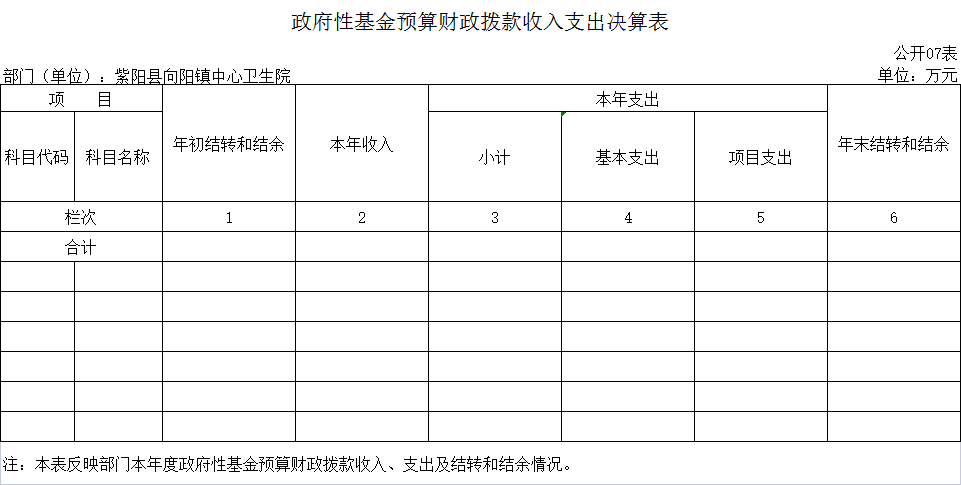 政府性基金预算财政拨款收入支出决算表
公开07表
部门（单位）：紫阳县向阳镇中心卫生院 单位：万元
项 目 年初结转和结余 本年收入 本年支出 年末结转和结余
科目代码 科目名称 小计 基本支出 项目支出
栏次 1 2 3 4 5 6
合计
注：本表反映部门本年度政府性基金预算财政拨款收入、支出及结转和结余情况。